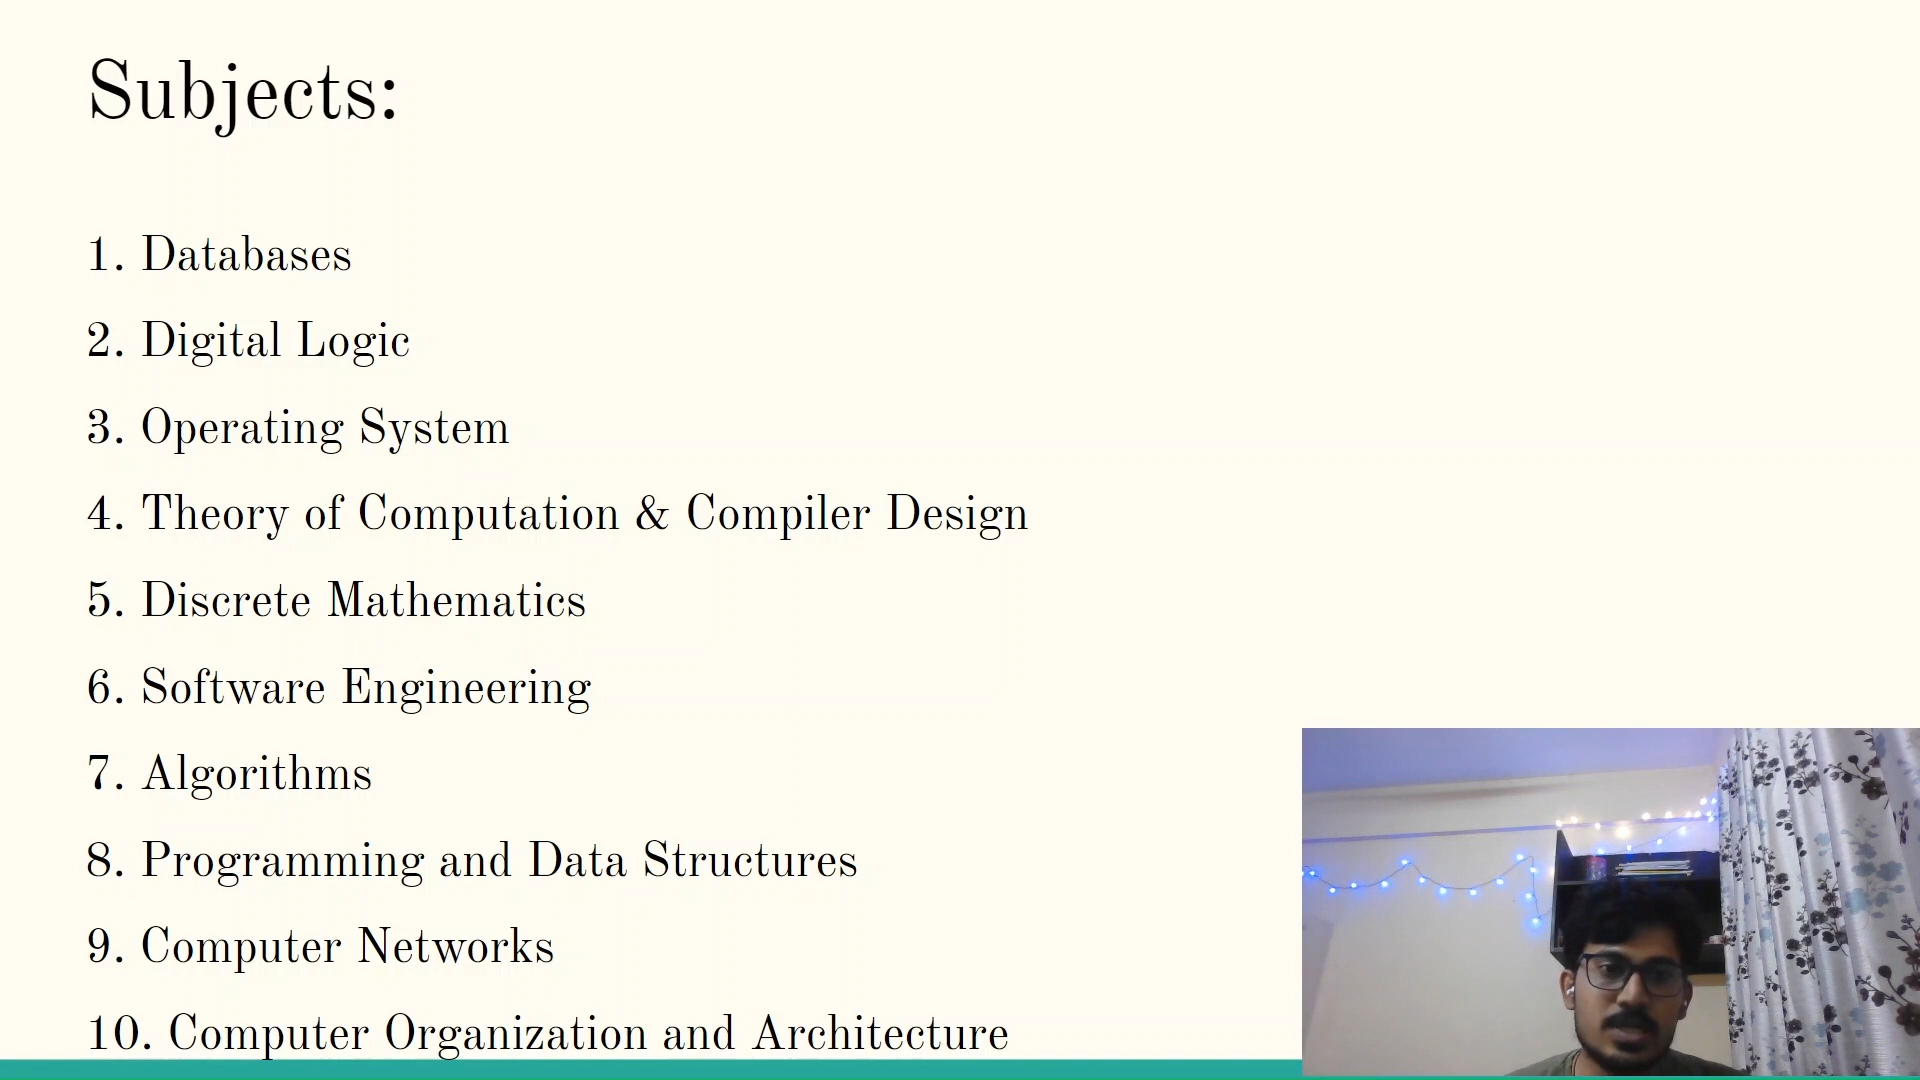 Subjects:
1. Databases
2. Digital Logic
3. Operating System
4. Theory of Computation & Compiler Design
5. Discrete Mathematics
6. Software Engineering
7. Algorithms
8. Programming and Data Structures
9. Computer Networks
10. Computer Organization and Architecture